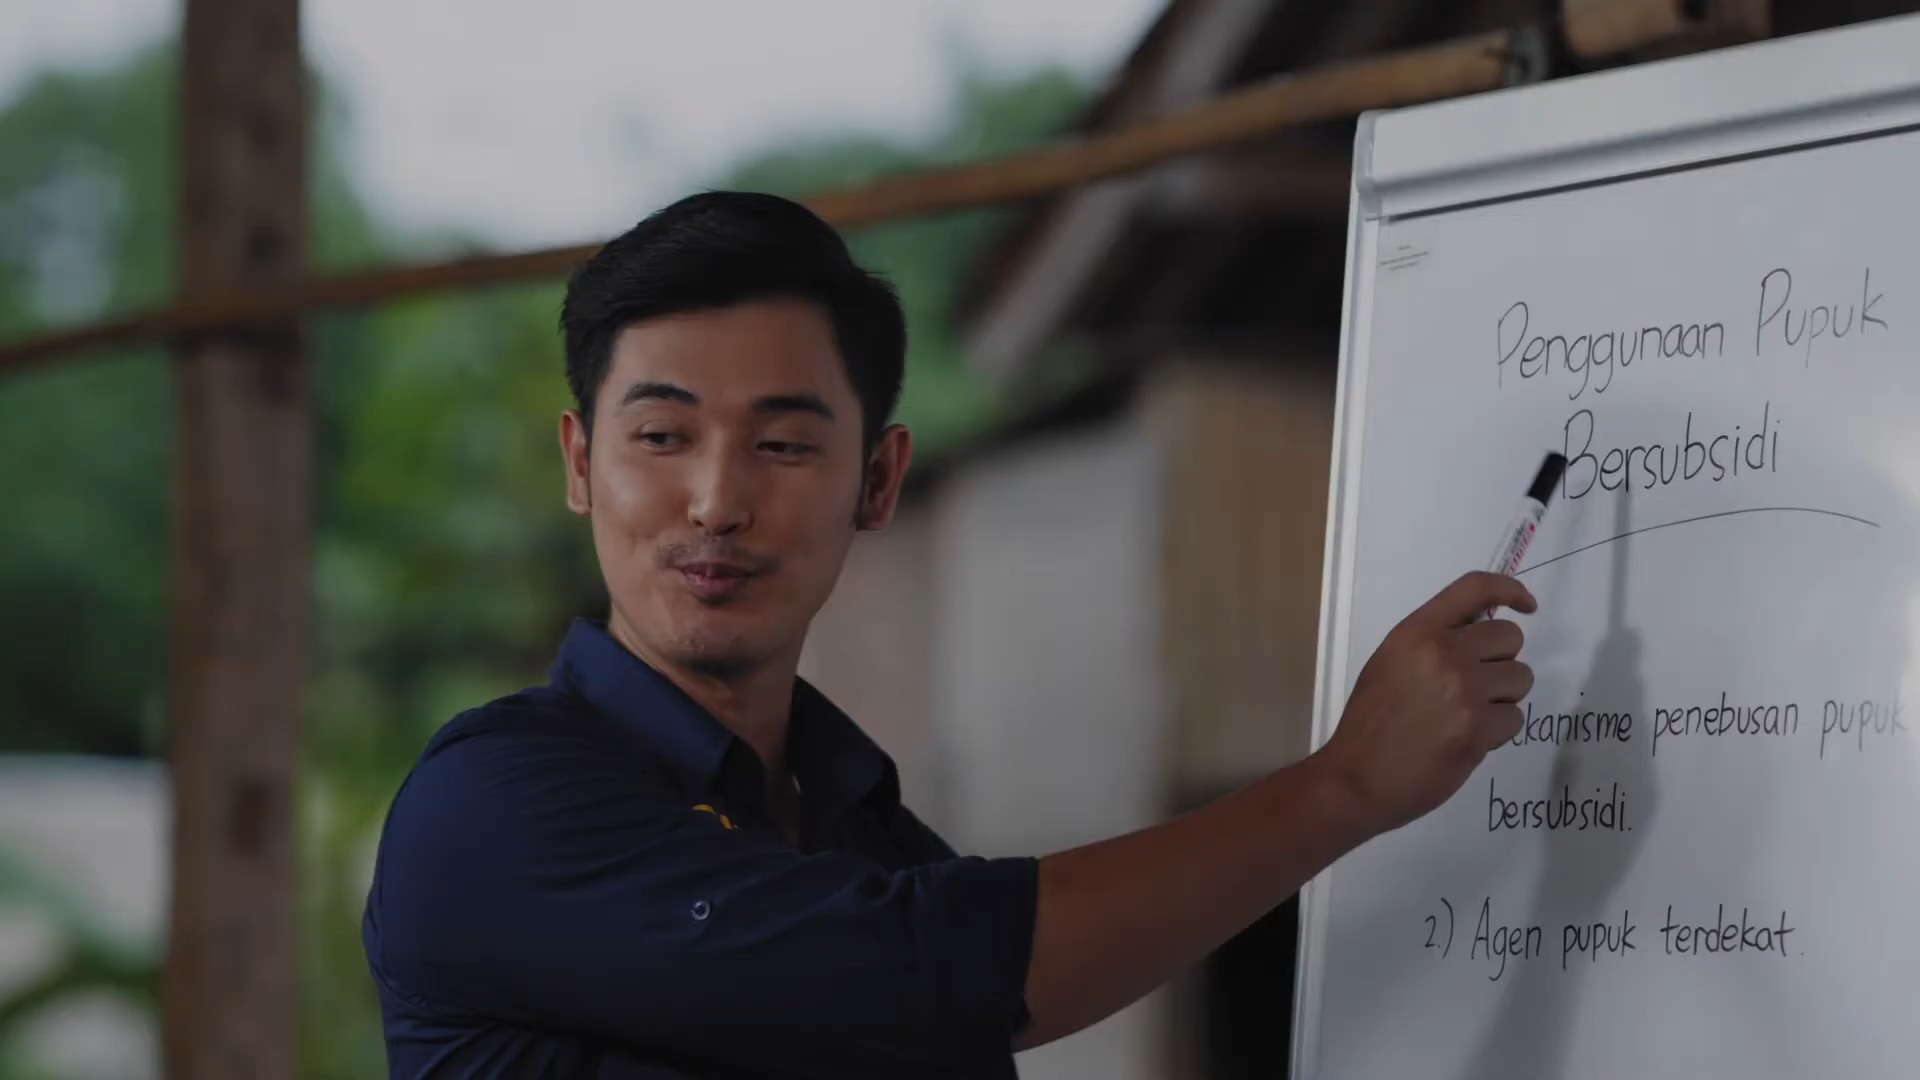 Penggunaan Pupuk
Bersubsidi
penebusan pupuk
bersubsidi.
2.) Agen pupuk terdekat.